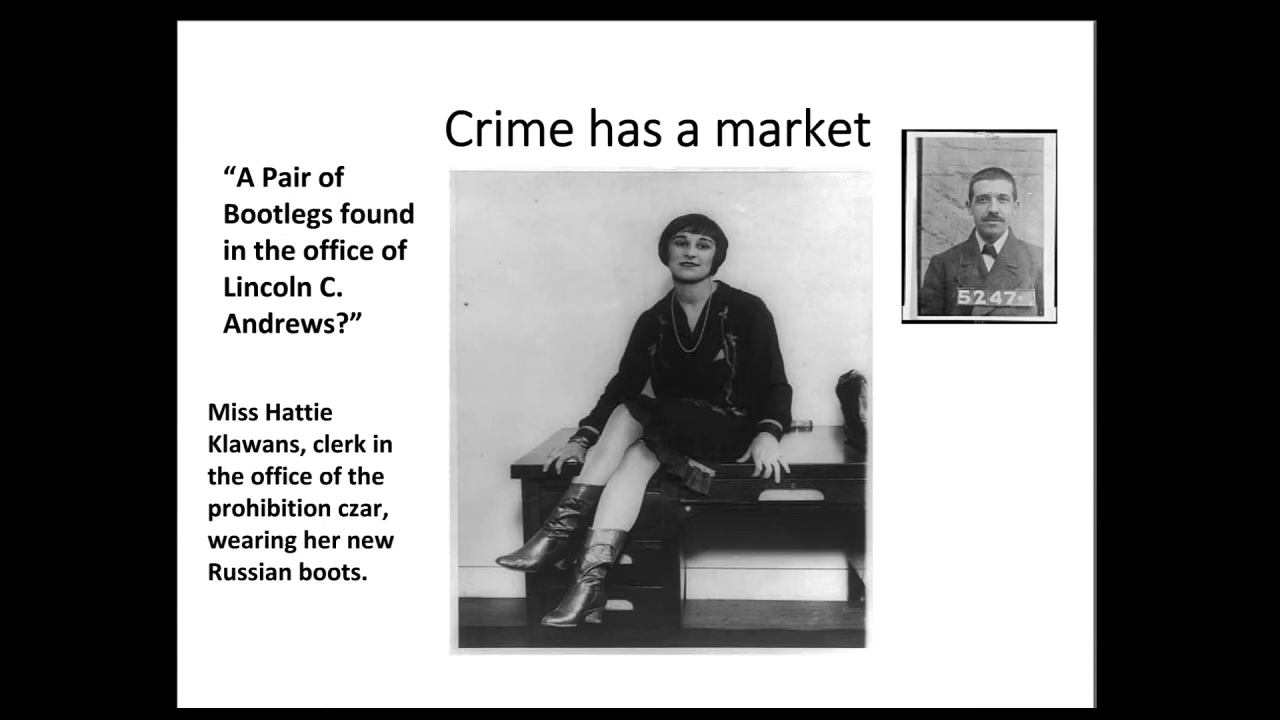 Crime has a market
“A Pair of
Bootlegs found
in the office of
Lincoln C.
Andrews?”
Miss Hattie
Klawans, clerk in
the office of the
prohibition czar,
wearing her new
Russian boots.
5247